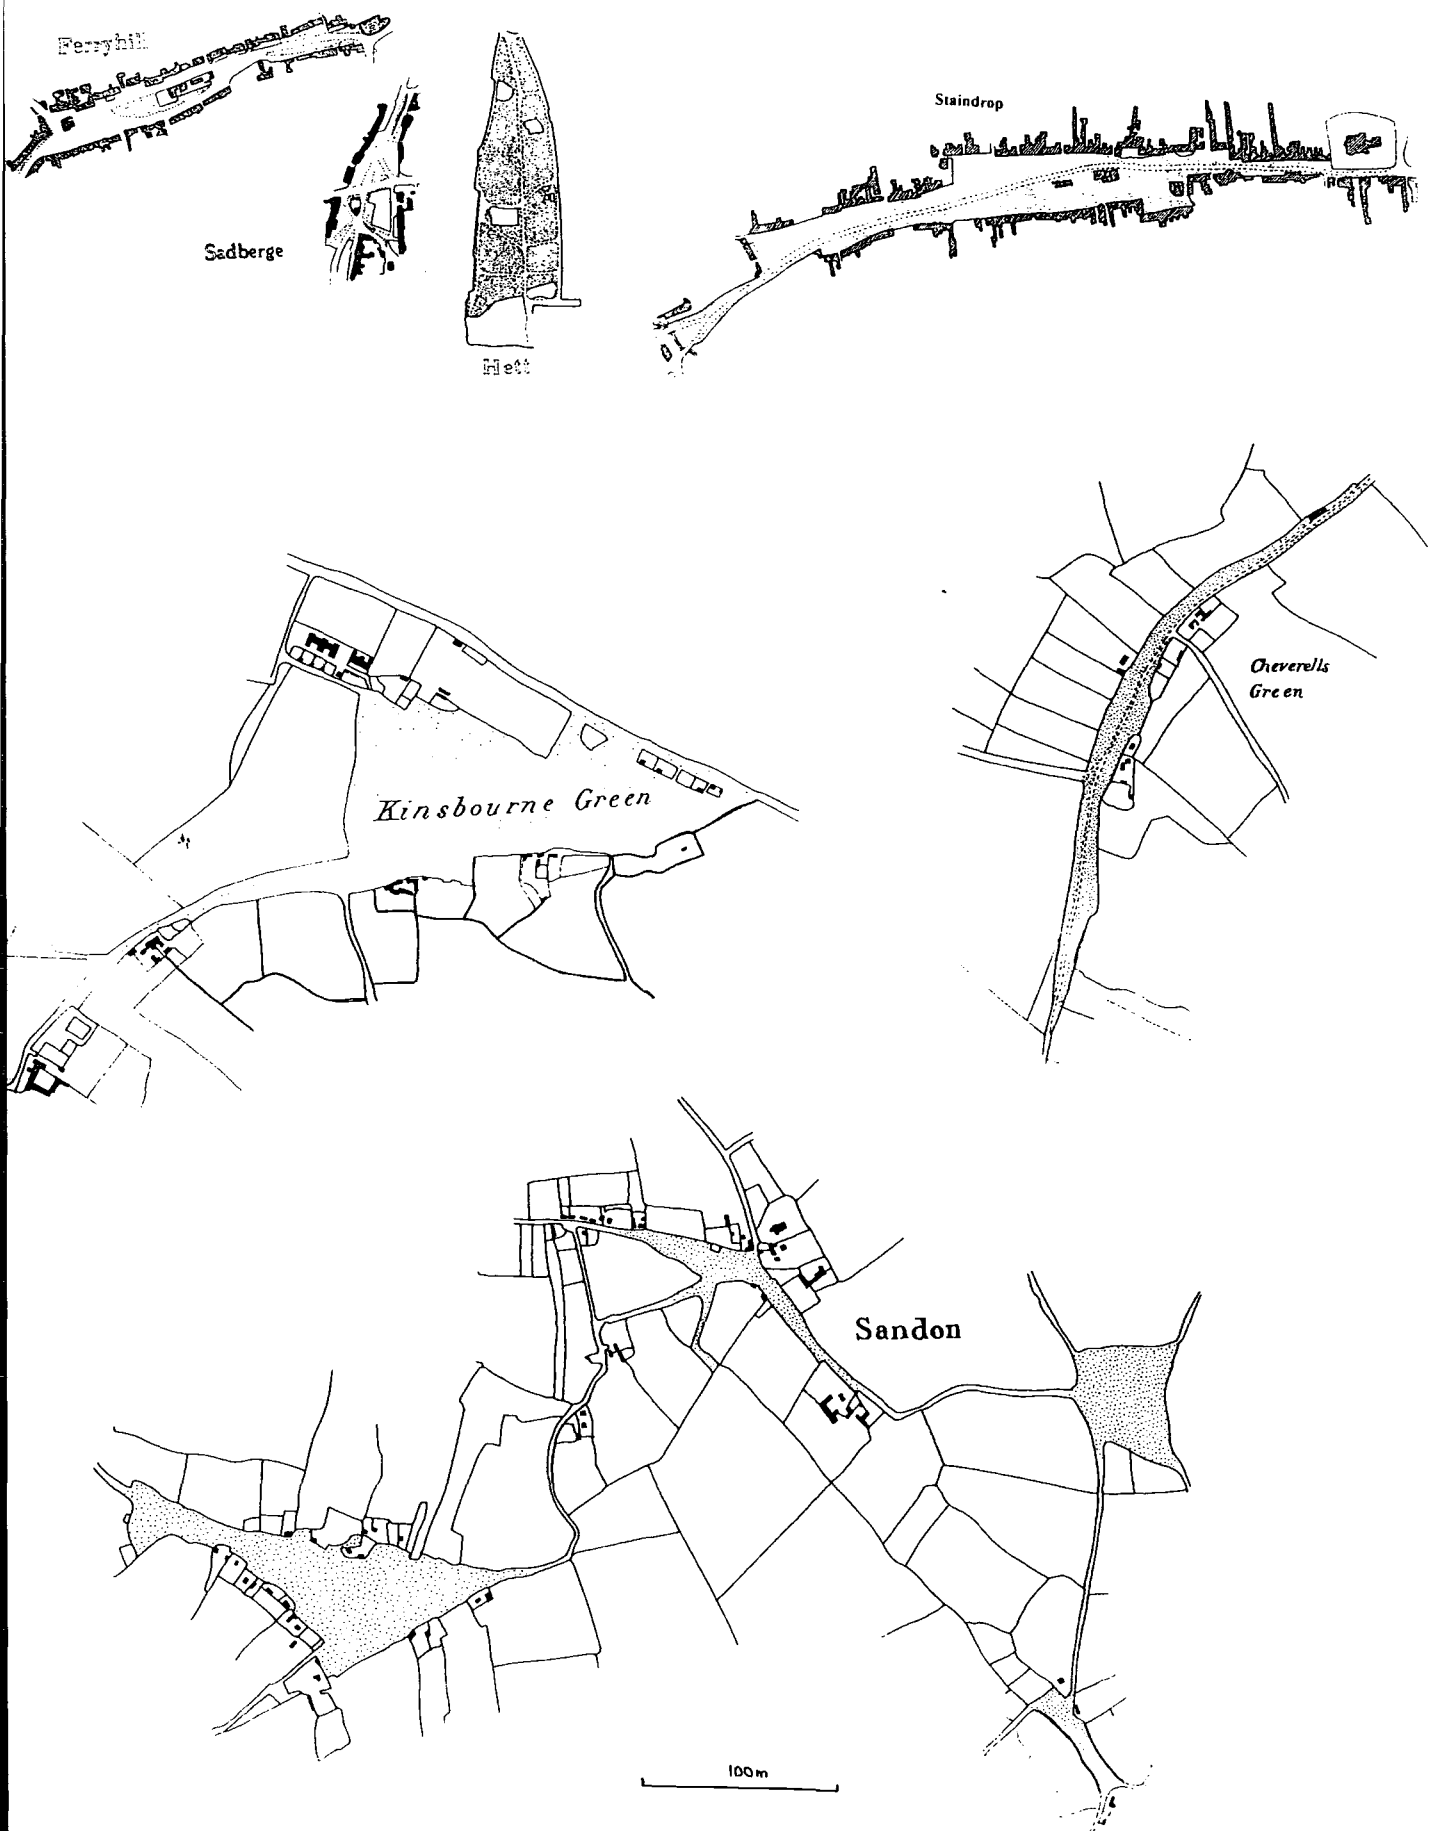 Ferryhill
Staindrop
Sadberge
Hett
Cheverells
Green
Kinsbourne Green
Sandon
100m